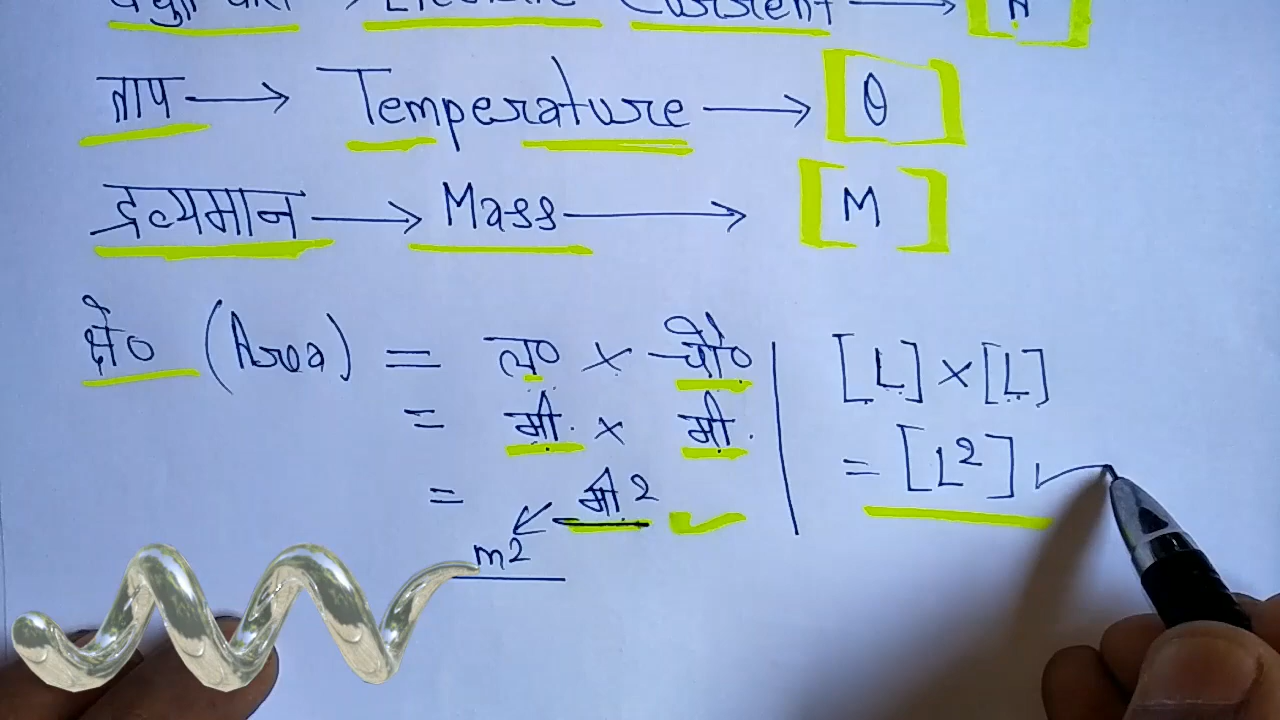 → [A]
ताप → Temperature → [θ]
द्रव्यमान → Mass → [M]
क्षे० (Area) = ल० × चौ०
= मी. × मी.
= मी2
m2
[L] × [L]
= [L2] ✓